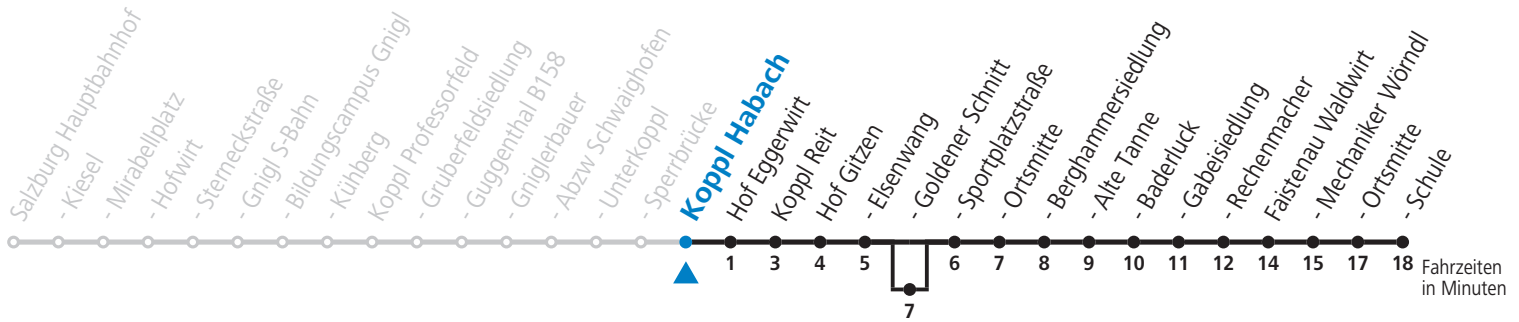 Salzburg Hauptbahnhof
- Kiesel
- Mirabellplatz
- Hofwirt
- Sterneckstraße
- Gnigl S-Bahn
- Bildungscampus Gnigl
- Kühberg
Koppl Professorfeld
- Gruberfeldsiedlung
- Guggenthal B158
- Gniglerbauer
- Abzw Schwaighofen
- Unterkoppl
- Sperrbrücke
Koppl Habach
Hof Eggerwirt
Koppl Reit
Hof Gitzen
- Elsenwang
- Goldener Schnitt
- Sportplatzstraße
- Ortsmitte
- Berghammersiedlung
- Alte Tanne
- Baderluck
- Gabeisiedlung
- Rechenmacher
Faistenau Waldwirt
- Mechaniker Wörndl
- Ortsmitte
- Schule
1 3 4 5 6 7 8 9 10 11 12 14 15 17 18
7
Fahrzeiten
in Minuten